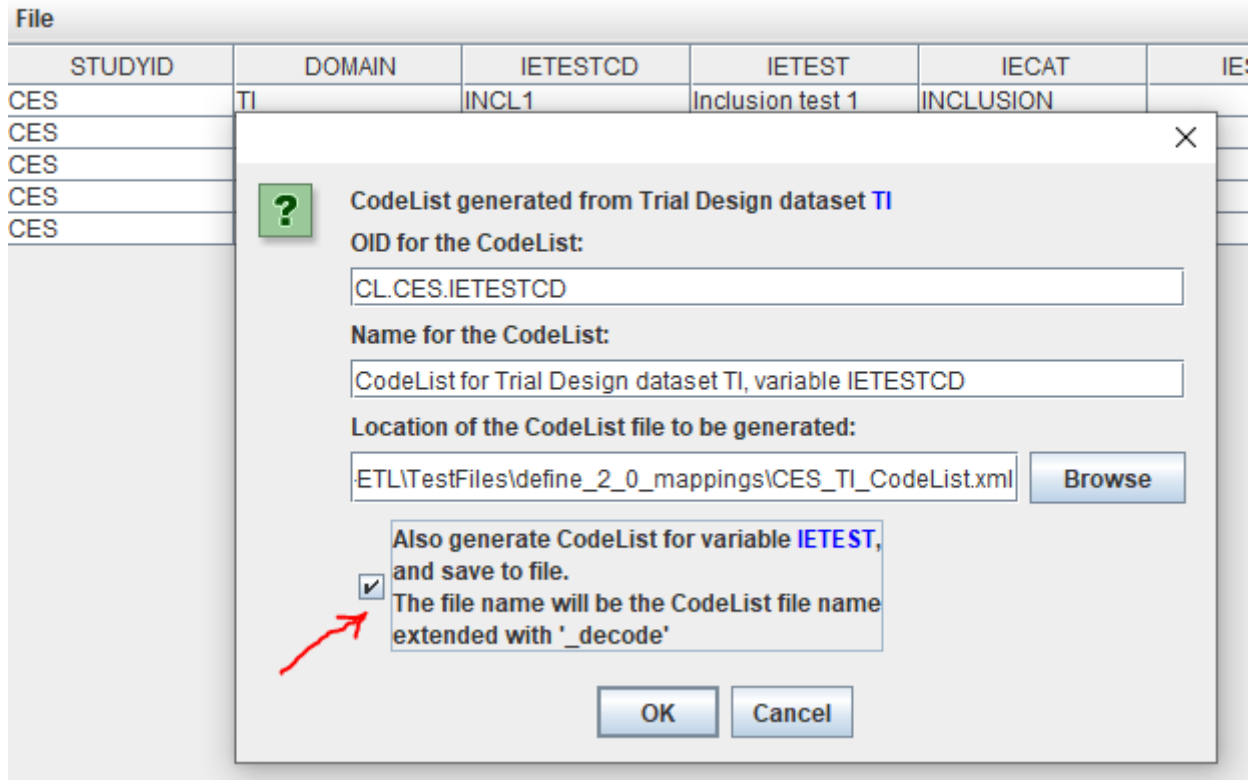 File
STUDYID DOMAIN IETESTCD IETEST IECAT IES
CES TI INCL1 Inclusion test 1 INCLUSION
CES
CES
CES
CES
CodeList generated from Trial Design dataset TI
OID for the CodeList:
CL.CES.IETESTCD
Name for the CodeList:
CodeList for Trial Design dataset TI, variable IETESTCD
Location of the CodeList file to be generated:
-ETL\TestFiles\define_2_0_mappings\CES_TI_CodeList.xml Browse
Also generate CodeList for variable IETEST,
and save to file.
The file name will be the CodeList file name
extended with '_decode'
OK Cancel